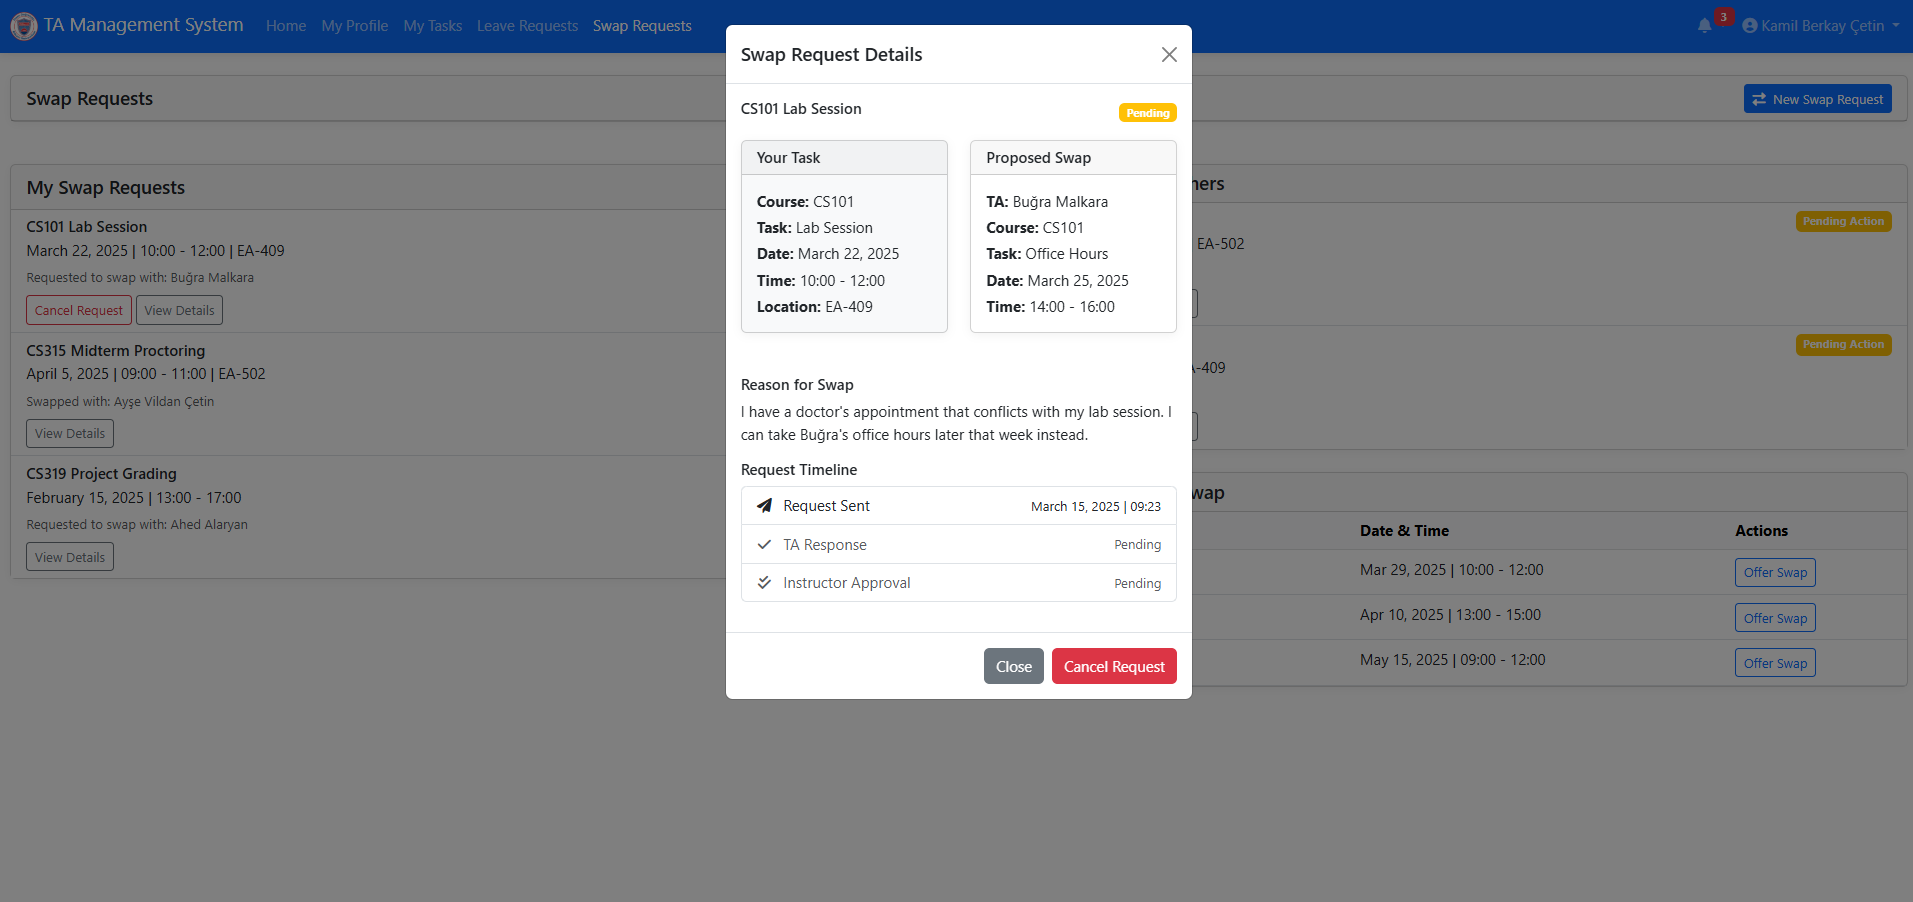 TA Management System
Home
My Profile
My Tasks
Leave Requests
Swap Requests
3
Kamil Berkay Çetin
Swap Requests
New Swap Request
My Swap Requests
CS101 Lab Session
March 22, 2025 | 10:00 - 12:00 | EA-409
Requested to swap with: Buğra Malkara
Cancel Request
View Details
CS315 Midterm Proctoring
April 5, 2025 | 09:00 - 11:00 | EA-502
Swapped with: Ayşe Vildan Çetin
View Details
CS319 Project Grading
February 15, 2025 | 13:00 - 17:00
Requested to swap with: Ahed Alaryan
View Details
Swap Request Details
CS101 Lab Session
Pending
Your Task
Course: CS101
Task: Lab Session
Date: March 22, 2025
Time: 10:00 - 12:00
Location: EA-409
Proposed Swap
TA: Buğra Malkara
Course: CS101
Task: Office Hours
Date: March 25, 2025
Time: 14:00 - 16:00
Reason for Swap
I have a doctor's appointment that conflicts with my lab session. I
can take Buğra's office hours later that week instead.
Request Timeline
Request Sent
March 15, 2025 | 09:23
TA Response
Pending
Instructor Approval
Pending
Close
Cancel Request
Pending Action
EA-502
Pending Action
-409
Date & Time
Actions
Mar 29, 2025 | 10:00 - 12:00
Offer Swap
Apr 10, 2025 | 13:00 - 15:00
Offer Swap
May 15, 2025 | 09:00 - 12:00
Offer Swap